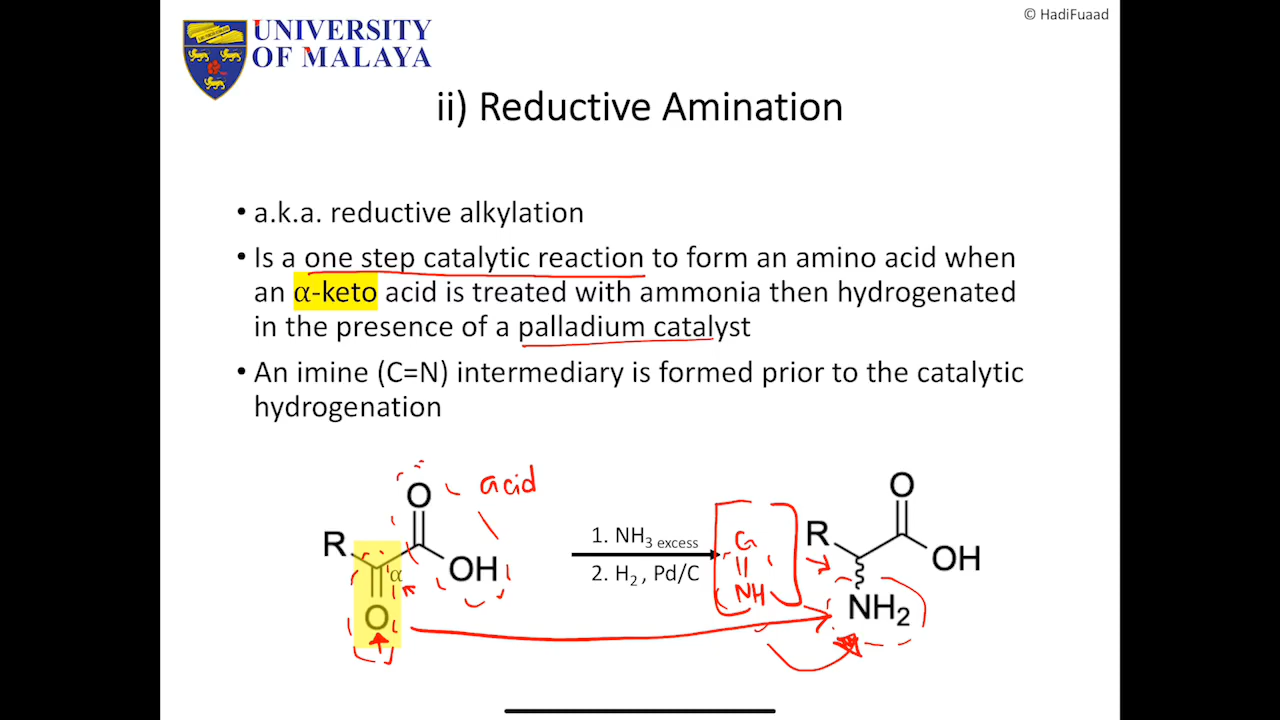 © HadiFuaad
UNIVERSITY
OF MALAYA
ii) Reductive Amination
• a.k.a. reductive alkylation
• Is a one step catalytic reaction to form an amino acid when
an α-keto acid is treated with ammonia then hydrogenated
in the presence of a palladium catalyst
• An imine (C=N) intermediary is formed prior to the catalytic
hydrogenation
acid
O
R
α
OH
O
1. NH3 excess
2. H2 , Pd/C
C
NH
O
R
OH
NH2